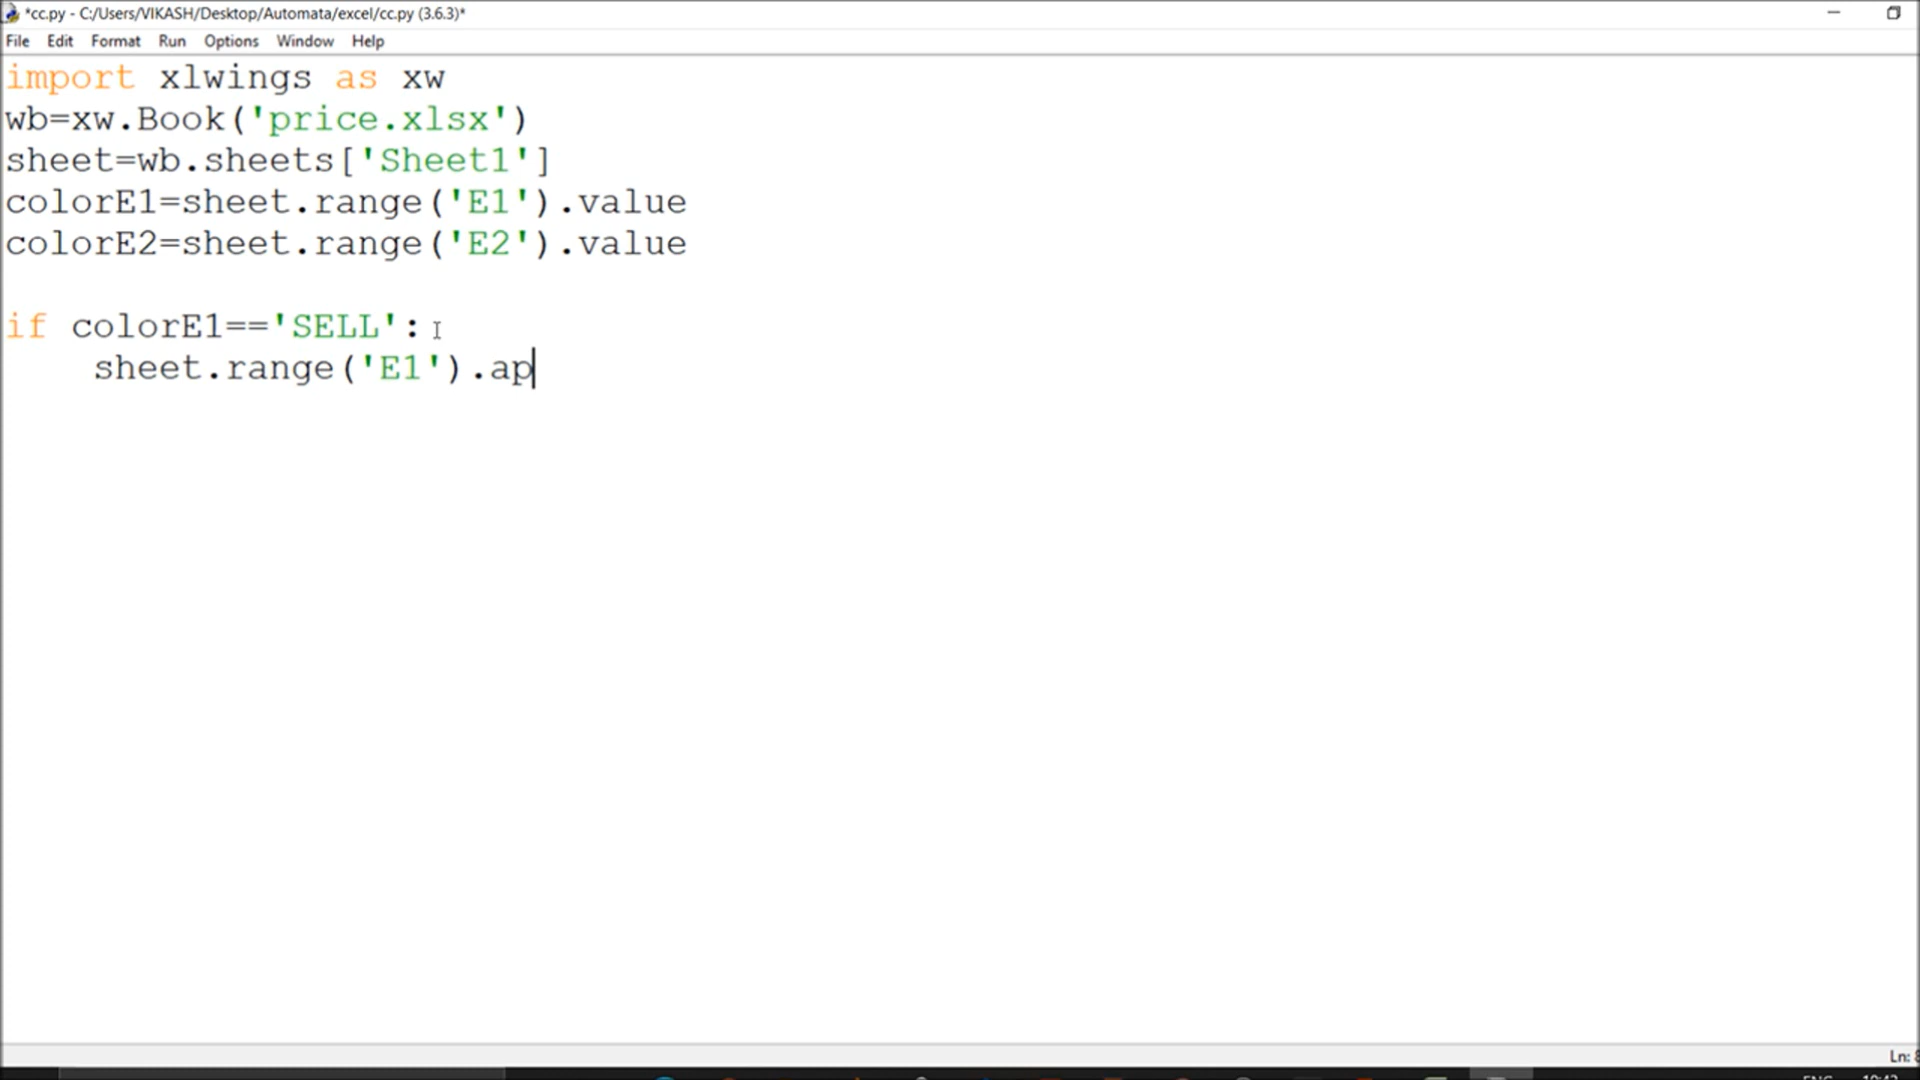 *cc.py - C:/Users/VIKASH/Desktop/Automata/excel/cc.py (3.6.3)*
File Edit Format Run Options Window Help
import xlwings as xw
wb=xw.Book('price.xlsx')
sheet=wb.sheets['Sheet1']
colorE1=sheet.range('E1').value
colorE2=sheet.range('E2').value
if colorE1=='SELL':
sheet.range('E1').ap
Ln: